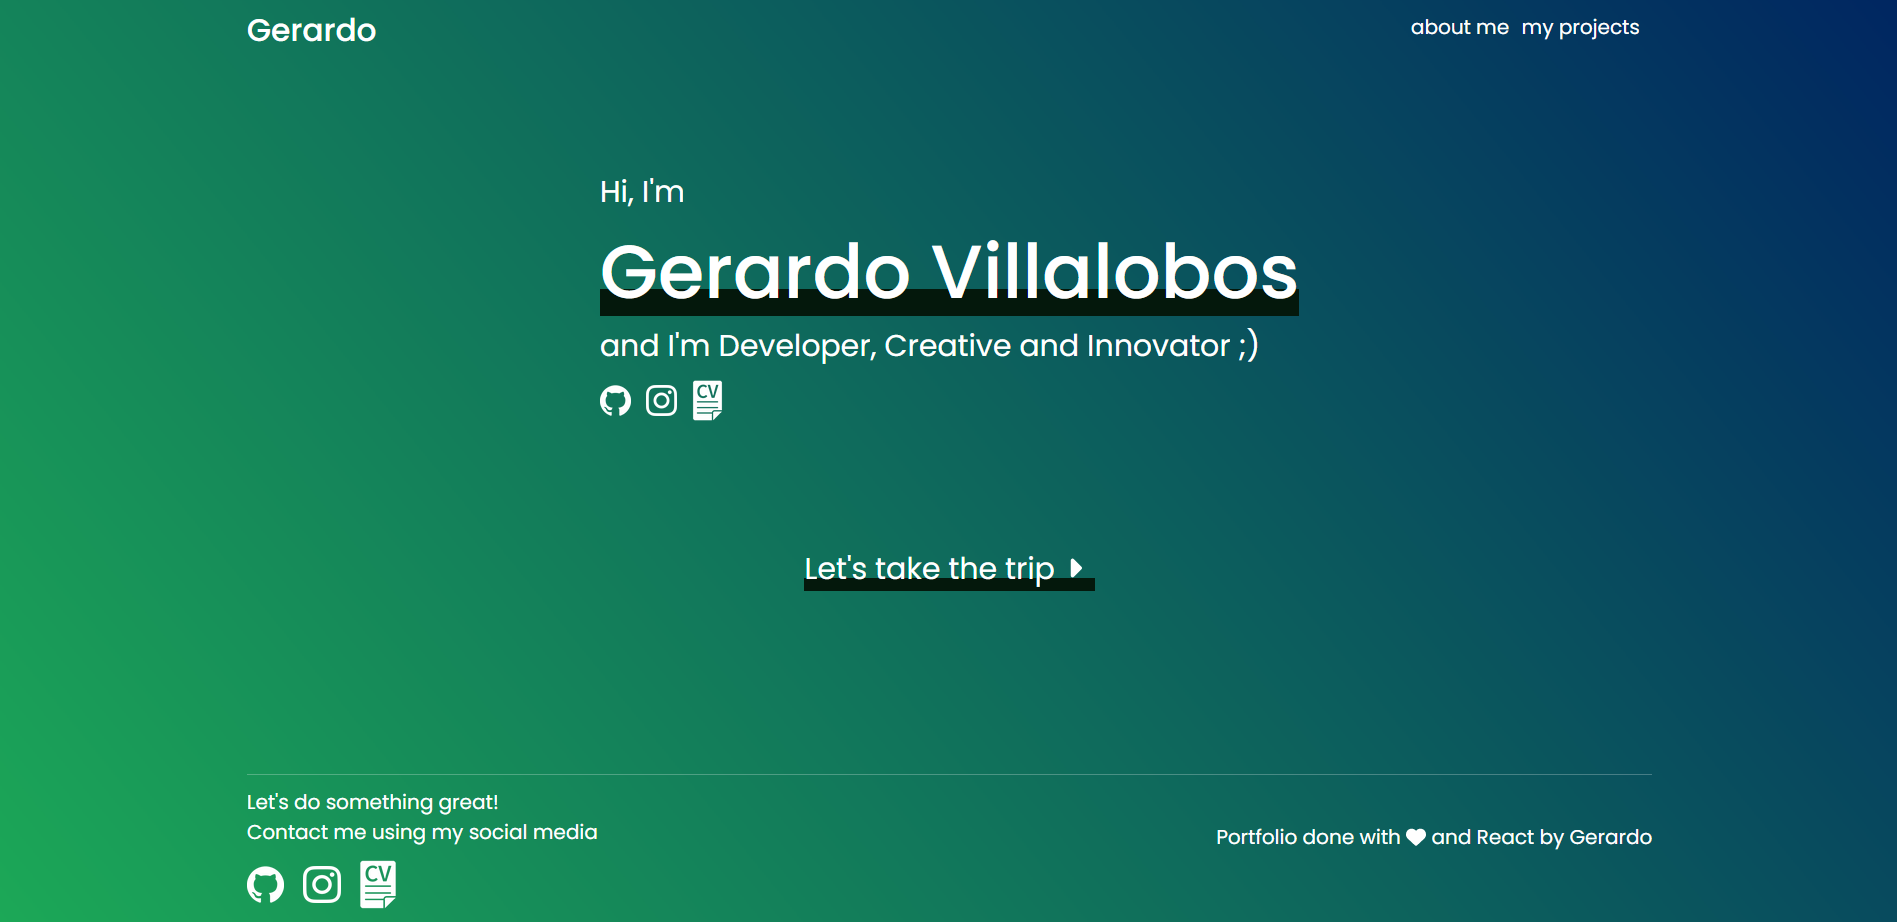 Gerardo
about me my projects
Hi, I'm
Gerardo Villalobos
and I'm Developer, Creative and Innovator ;)
CV
Let's take the trip
Let's do something great!
Contact me using my social media
Portfolio done with and React by Gerardo
CV